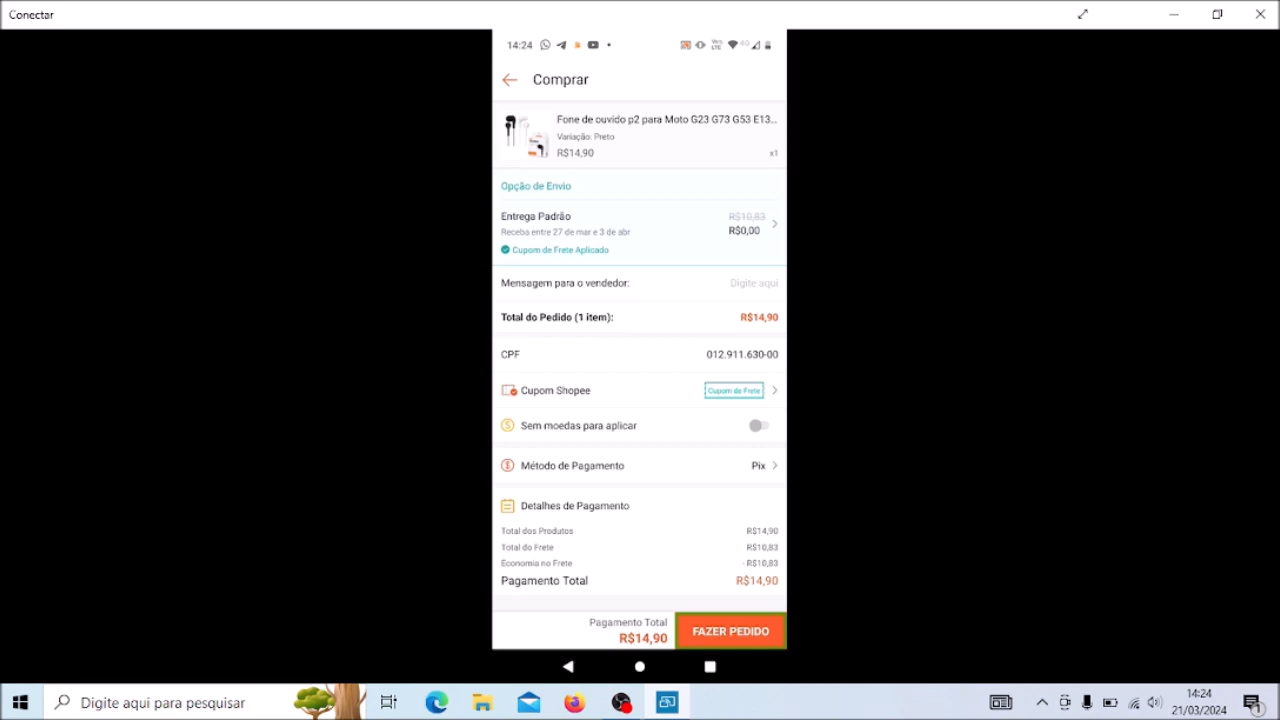 Conectar
14:24
Comprar
Fone de ouvido p2 para Moto G23 G73 G53 E13...
Variação: Preto
R$14,90 x1
Opção de Envio
Entrega Padrão R$10,83
Receba entre 27 de mar e 3 de abr R$0,00
Cupom de Frete Aplicado
Mensagem para o vendedor: Digite aqui
Total do Pedido (1 item): R$14,90
CPF 012.911.630-00
Cupom Shopee Cupom de Frete
Sem moedas para aplicar
Método de Pagamento Pix
Detalhes de Pagamento
Total dos Produtos R$14,90
Total do Frete R$10,83
Economia no Frete - R$10,83
Pagamento Total R$14,90
Pagamento Total
R$14,90
FAZER PEDIDO
Digite aqui para pesquisar
14:24
21/03/2024